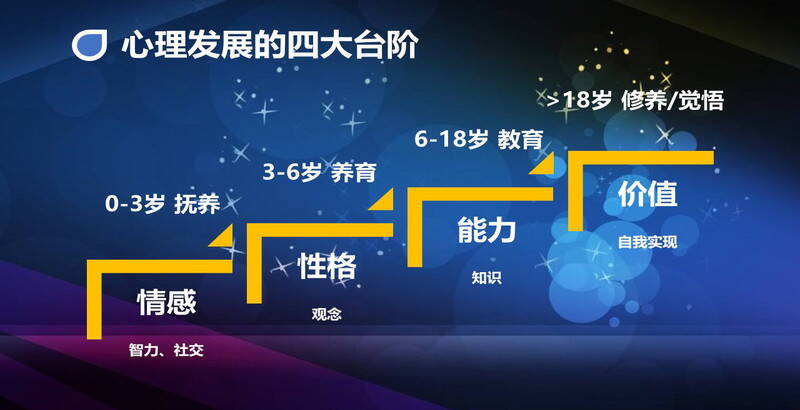 心理发展的四大台阶
0-3岁 抚养
情感
智力、社交
3-6岁 养育
性格
观念
6-18岁 教育
能力
知识
>18岁 修养/觉悟
价值
自我实现